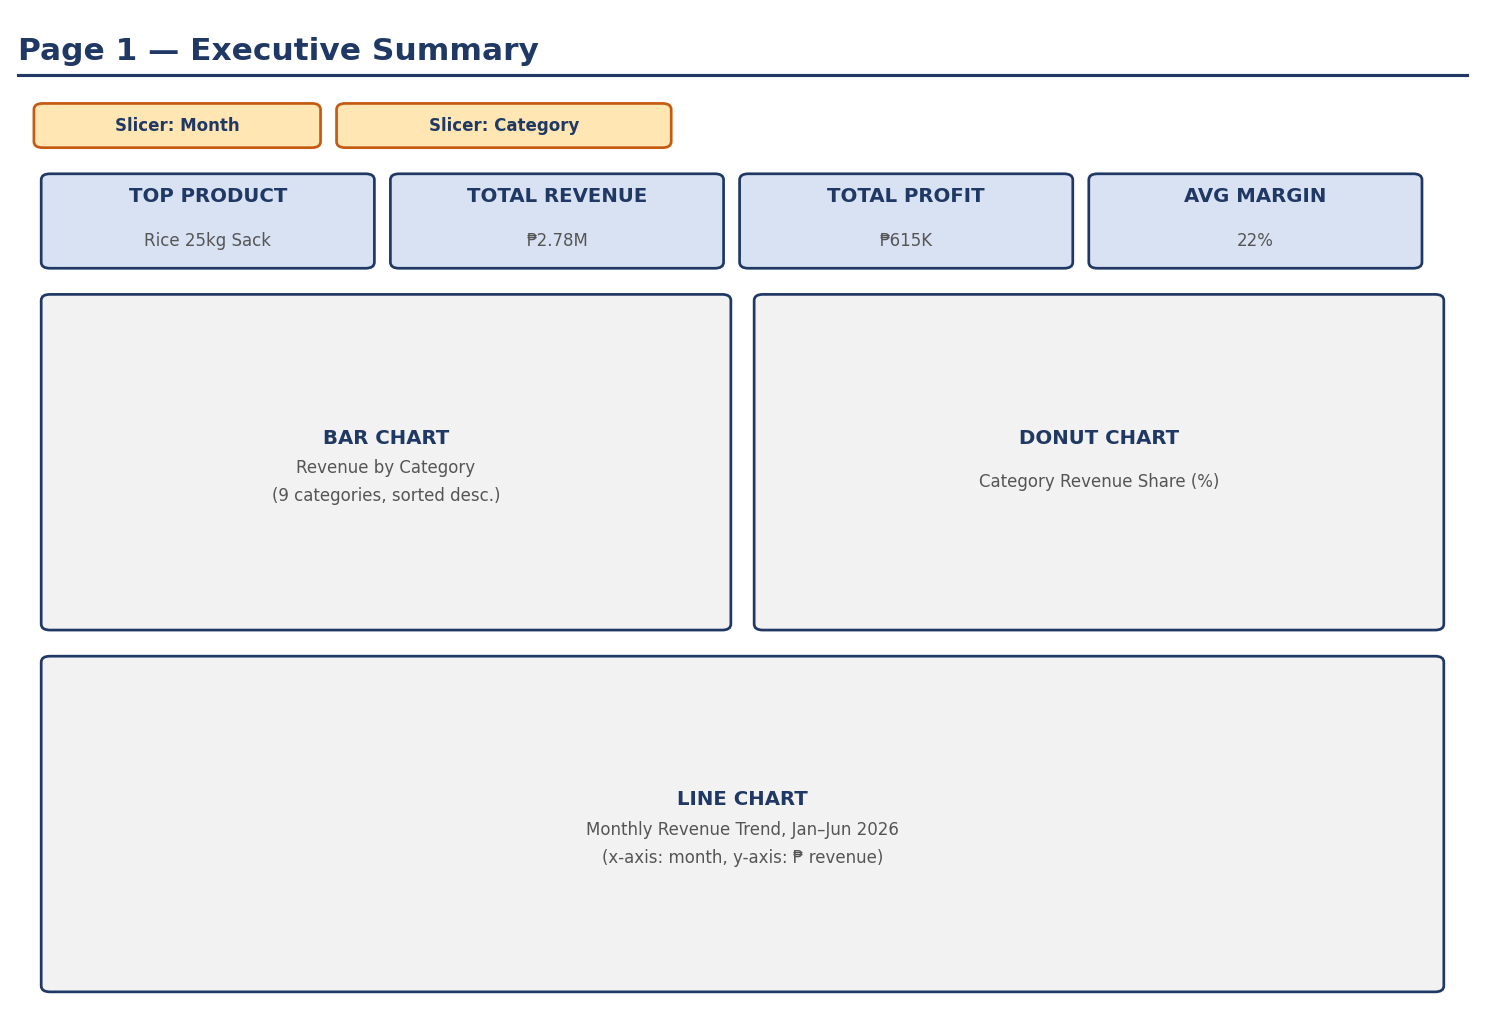 Page 1 — Executive Summary
Slicer: Month
Slicer: Category
TOP PRODUCT
Rice 25kg Sack
TOTAL REVENUE
₱2.78M
TOTAL PROFIT
₱615K
AVG MARGIN
22%
BAR CHART
Revenue by Category
(9 categories, sorted desc.)
DONUT CHART
Category Revenue Share (%)
LINE CHART
Monthly Revenue Trend, Jan–Jun 2026
(x-axis: month, y-axis: ₱ revenue)